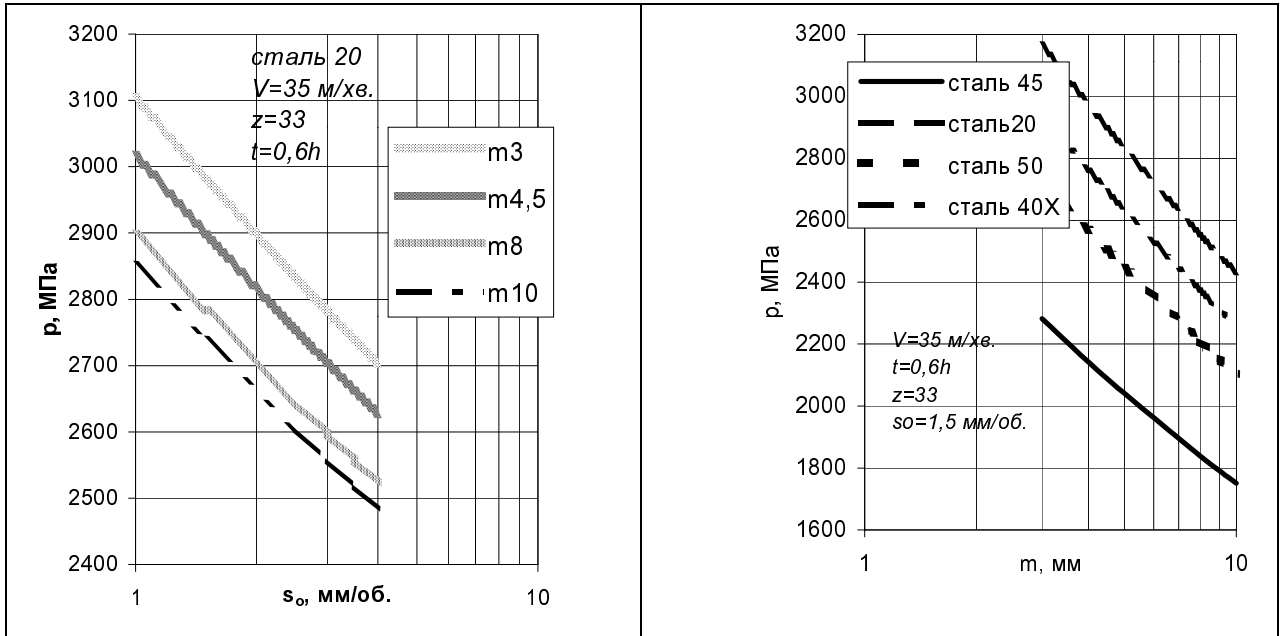 3200
3100
3000
2900
2800
2700
2600
2500
2400
p, МПа
сталь 20
V=35 м/хв.
z=33
t=0,6h
m3
m4,5
m8
m10
1
sо, мм/об.
10
3200
3000
2800
2600
2400
2200
2000
1800
1600
p, МПа
сталь 45
сталь20
сталь 50
сталь 40Х
V=35 м/хв.
t=0,6h
z=33
so=1,5 мм/об.
1
m, мм
10